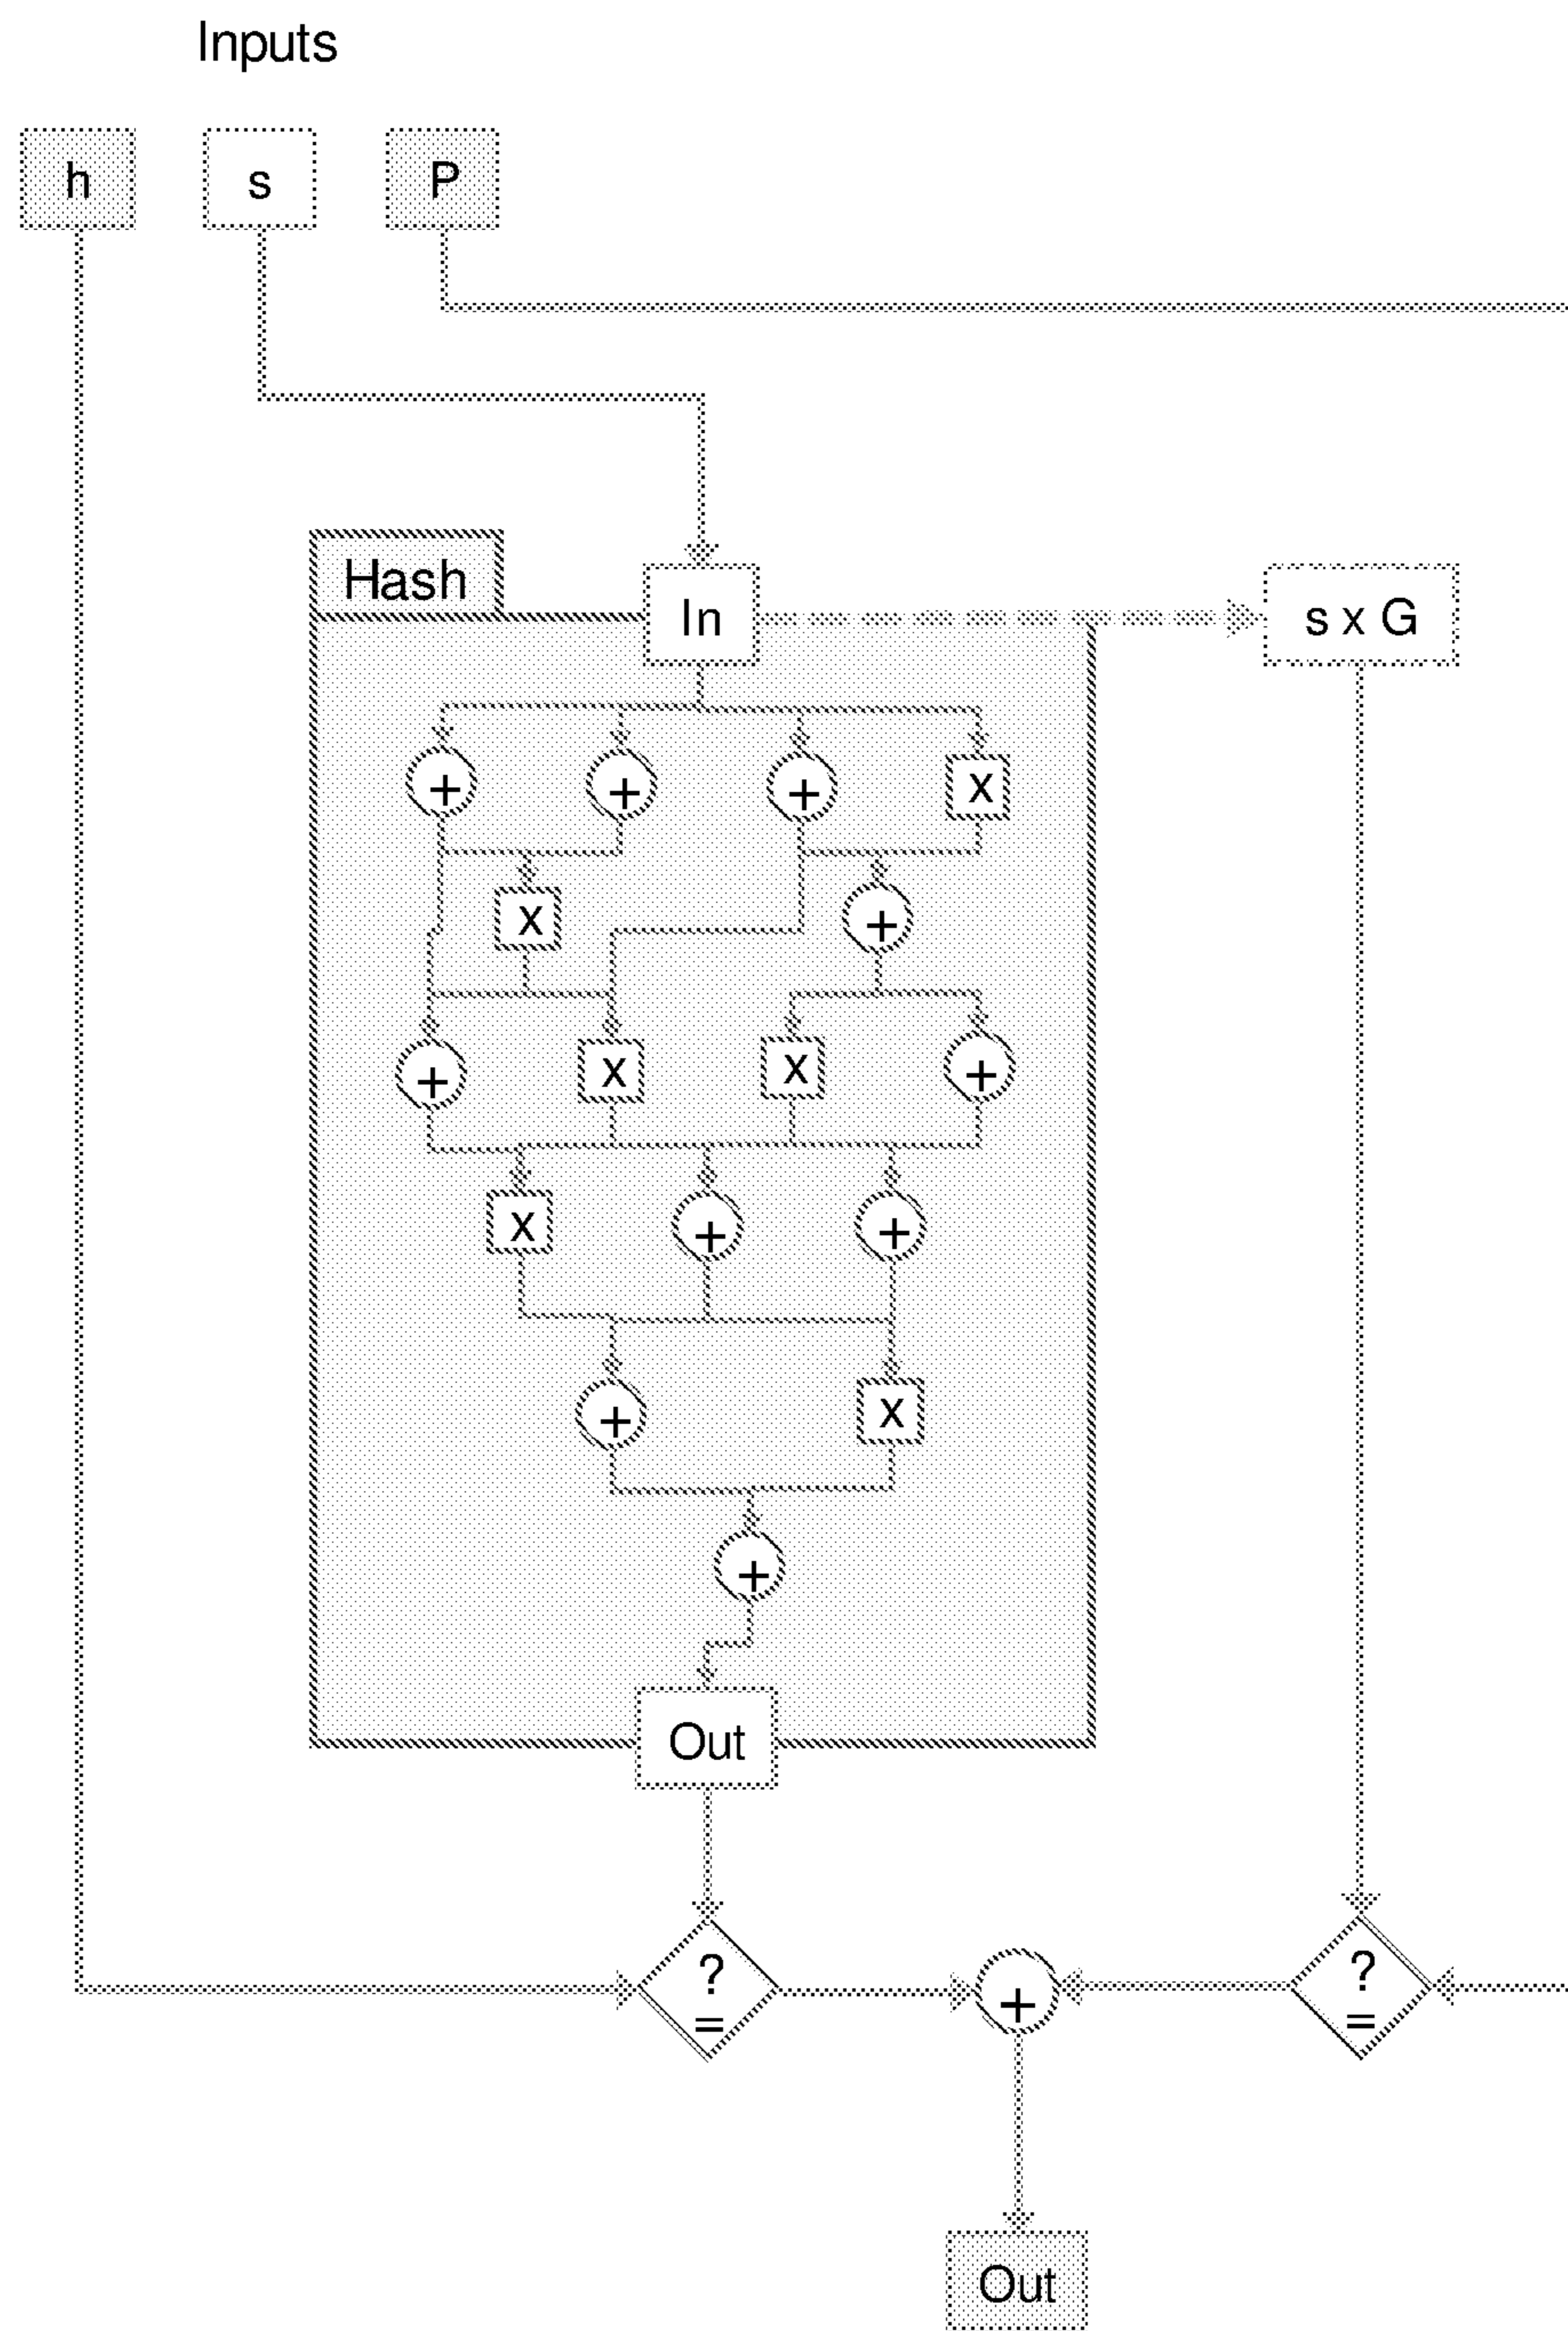 Inputs
h s P
Hash
In
s x G
+ + + x
x +
+ x x +
x + +
+ x
+
Out
? ?
= + =
Out